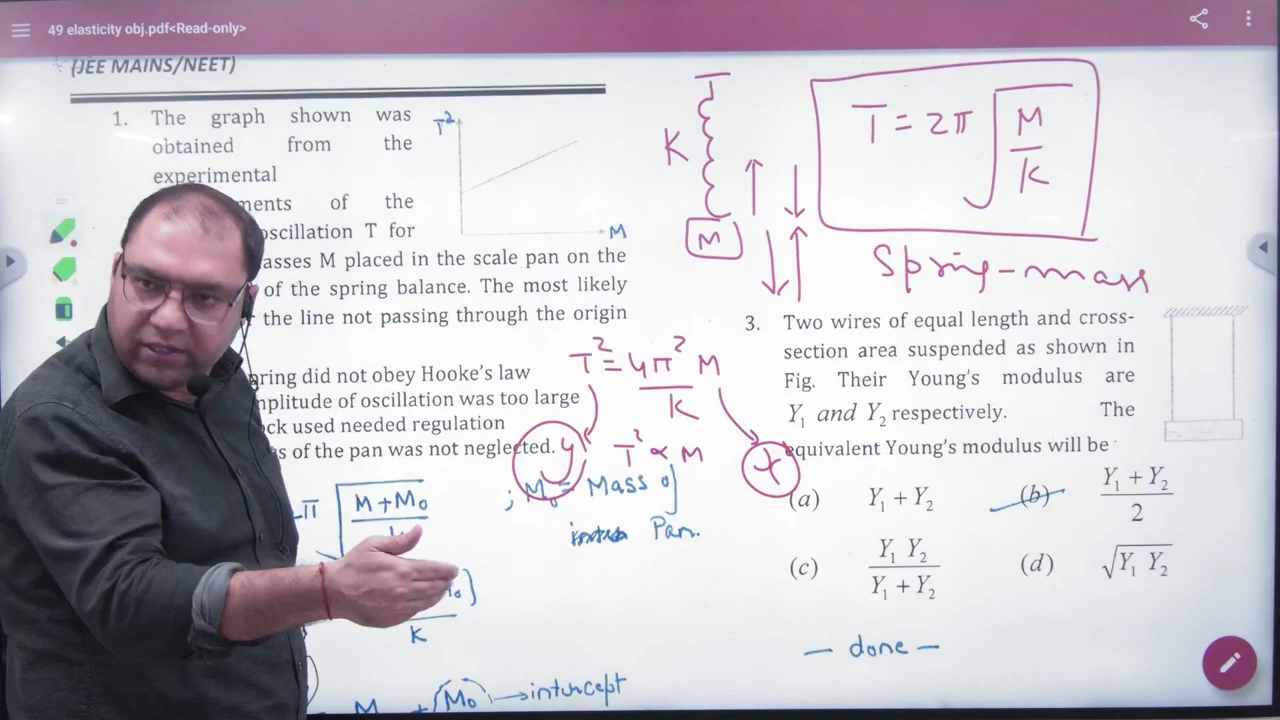 49 elasticity obj.pdf<Read-only>
(JEE MAINS/NEET)
1. The graph shown was
obtained from the
experimental
of the
oscillation T for
M placed in the scale pan on the
of the spring balance. The most likely
the line not passing through the origin
did not obey Hooke's law
of oscillation was too large
used needed regulation
of the pan was not neglected.
T²
M
K
M
T = 2π √(M/K)
Spring-mass
T² = 4π² M / K
y T² ∝ M x
; M₀ = Mass of
Pan.
π √(M+M₀
K
M + M₀ → intercept
3. Two wires of equal length and cross-
section area suspended as shown in
Fig. Their Young's modulus are
Y₁ and Y₂ respectively. The
equivalent Young's modulus will be
(a) Y₁ + Y₂ (b) (Y₁ + Y₂)/2
(c) (Y₁ Y₂)/(Y₁ + Y₂) (d) √(Y₁ Y₂)
— done —